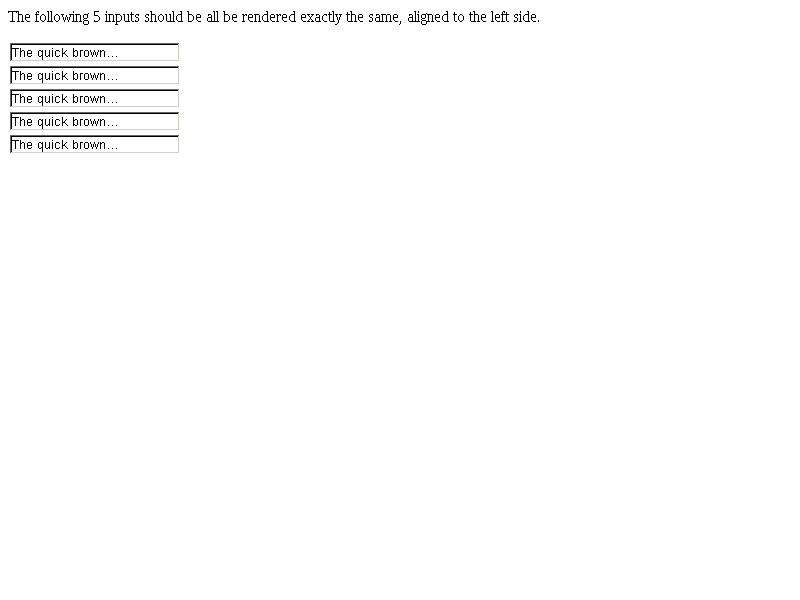 The following 5 inputs should be all be rendered exactly the same, aligned to the left side.
The quick brown...
The quick brown...
The quick brown...
The quick brown...
The quick brown...